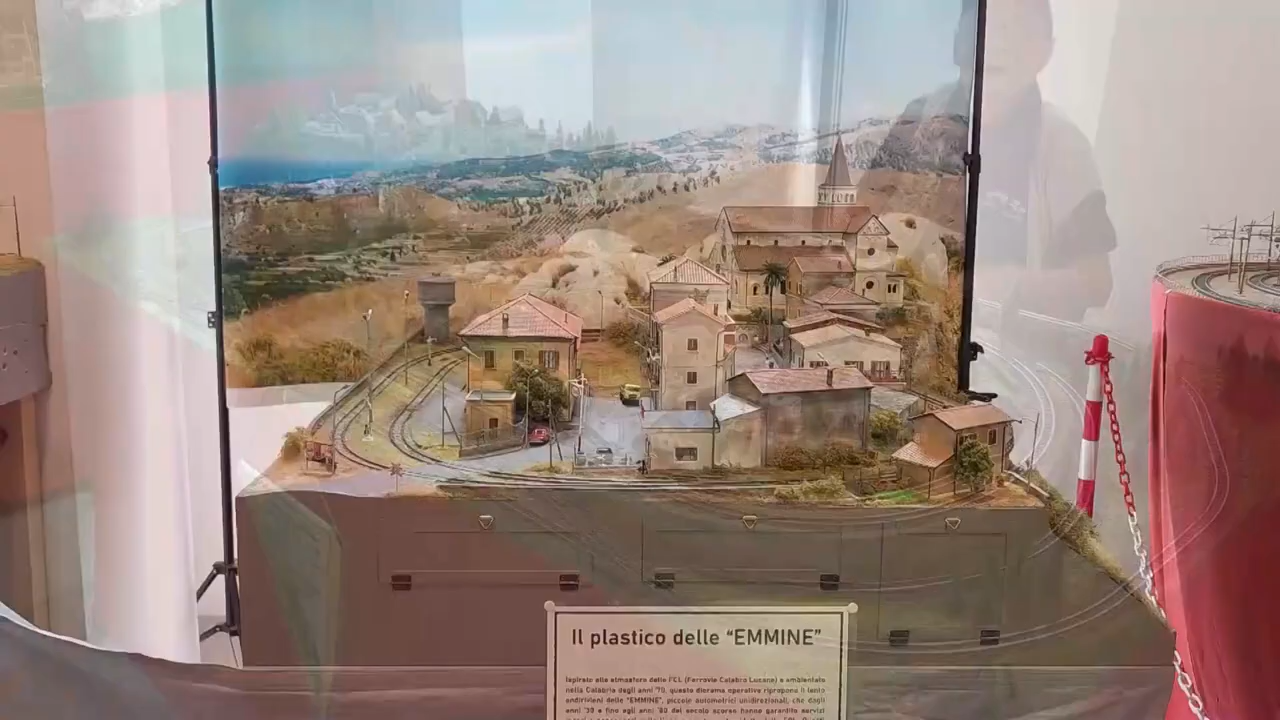 Il plastico delle “EMMINE”
Ispirato alle atmosfere delle FCL (Ferrovie Calabro Lucane) e ambientato
nella Calabria degli anni '70, questo diorama operativo ripropone il lento
andirivieni delle "EMMINE", piccole automotrici unidirezionali, che dagli
anni '30 e fino agli anni '80 del secolo scorso hanno garantito servizi